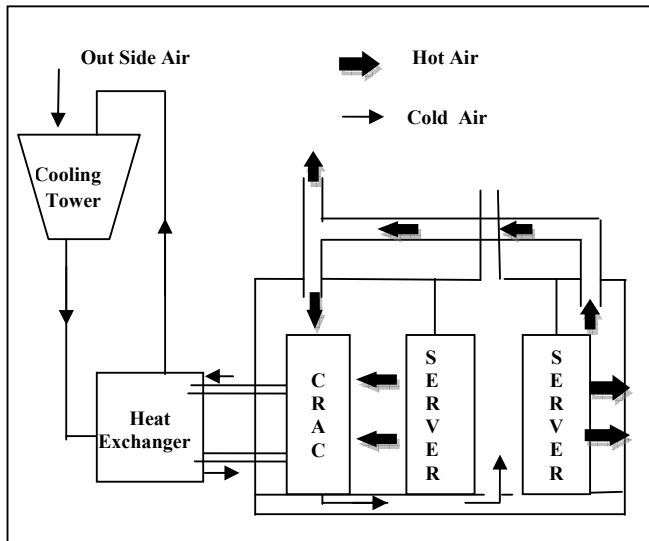 Out Side Air
Hot Air
Cold Air
Cooling
Tower
Heat
Exchanger
C
R
A
C
S
E
R
V
E
R
S
E
R
V
E
R